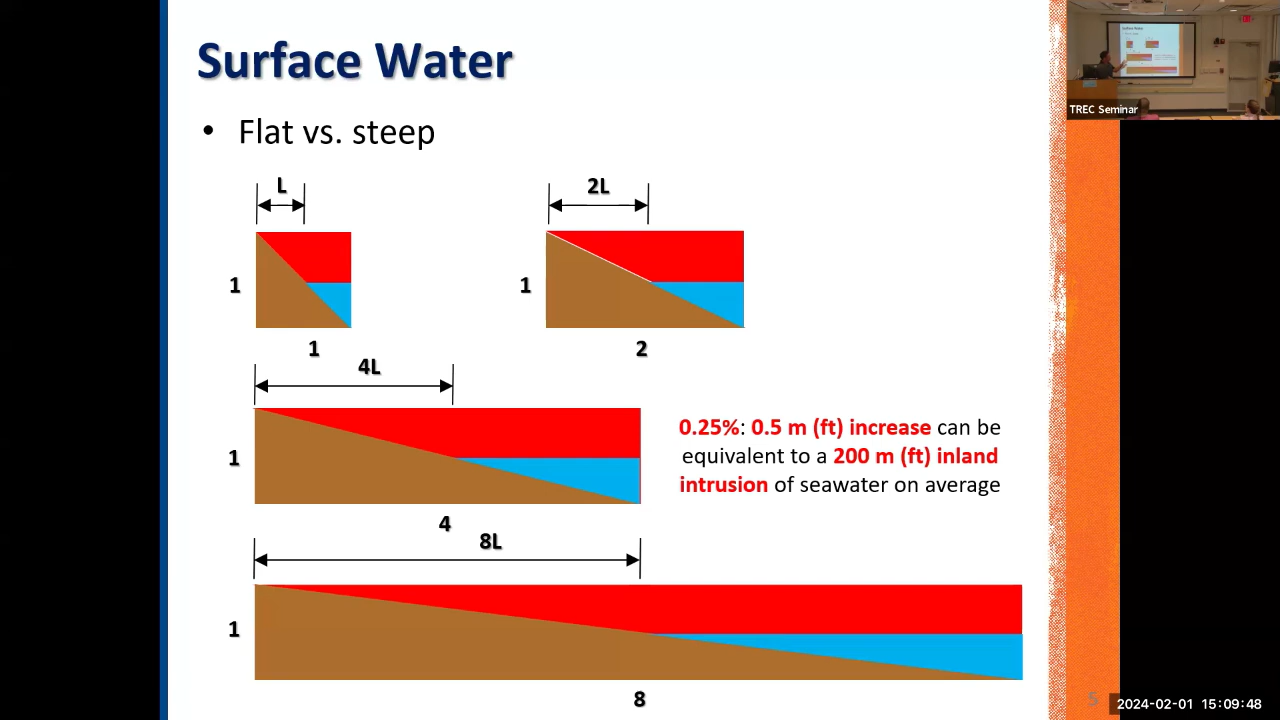 Surface Water
• Flat vs. steep
L
2L
1
1
1
2
4L
1
0.25%: 0.5 m (ft) increase can be
equivalent to a 200 m (ft) inland
intrusion of seawater on average
4
8L
1
8
5
TREC Seminar
2024-02-01 15:09:48